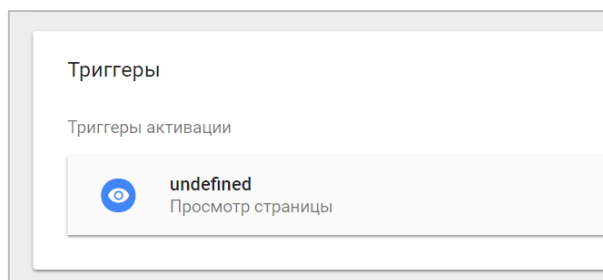 Триггеры
Триггеры активации
undefined
Просмотр страницы